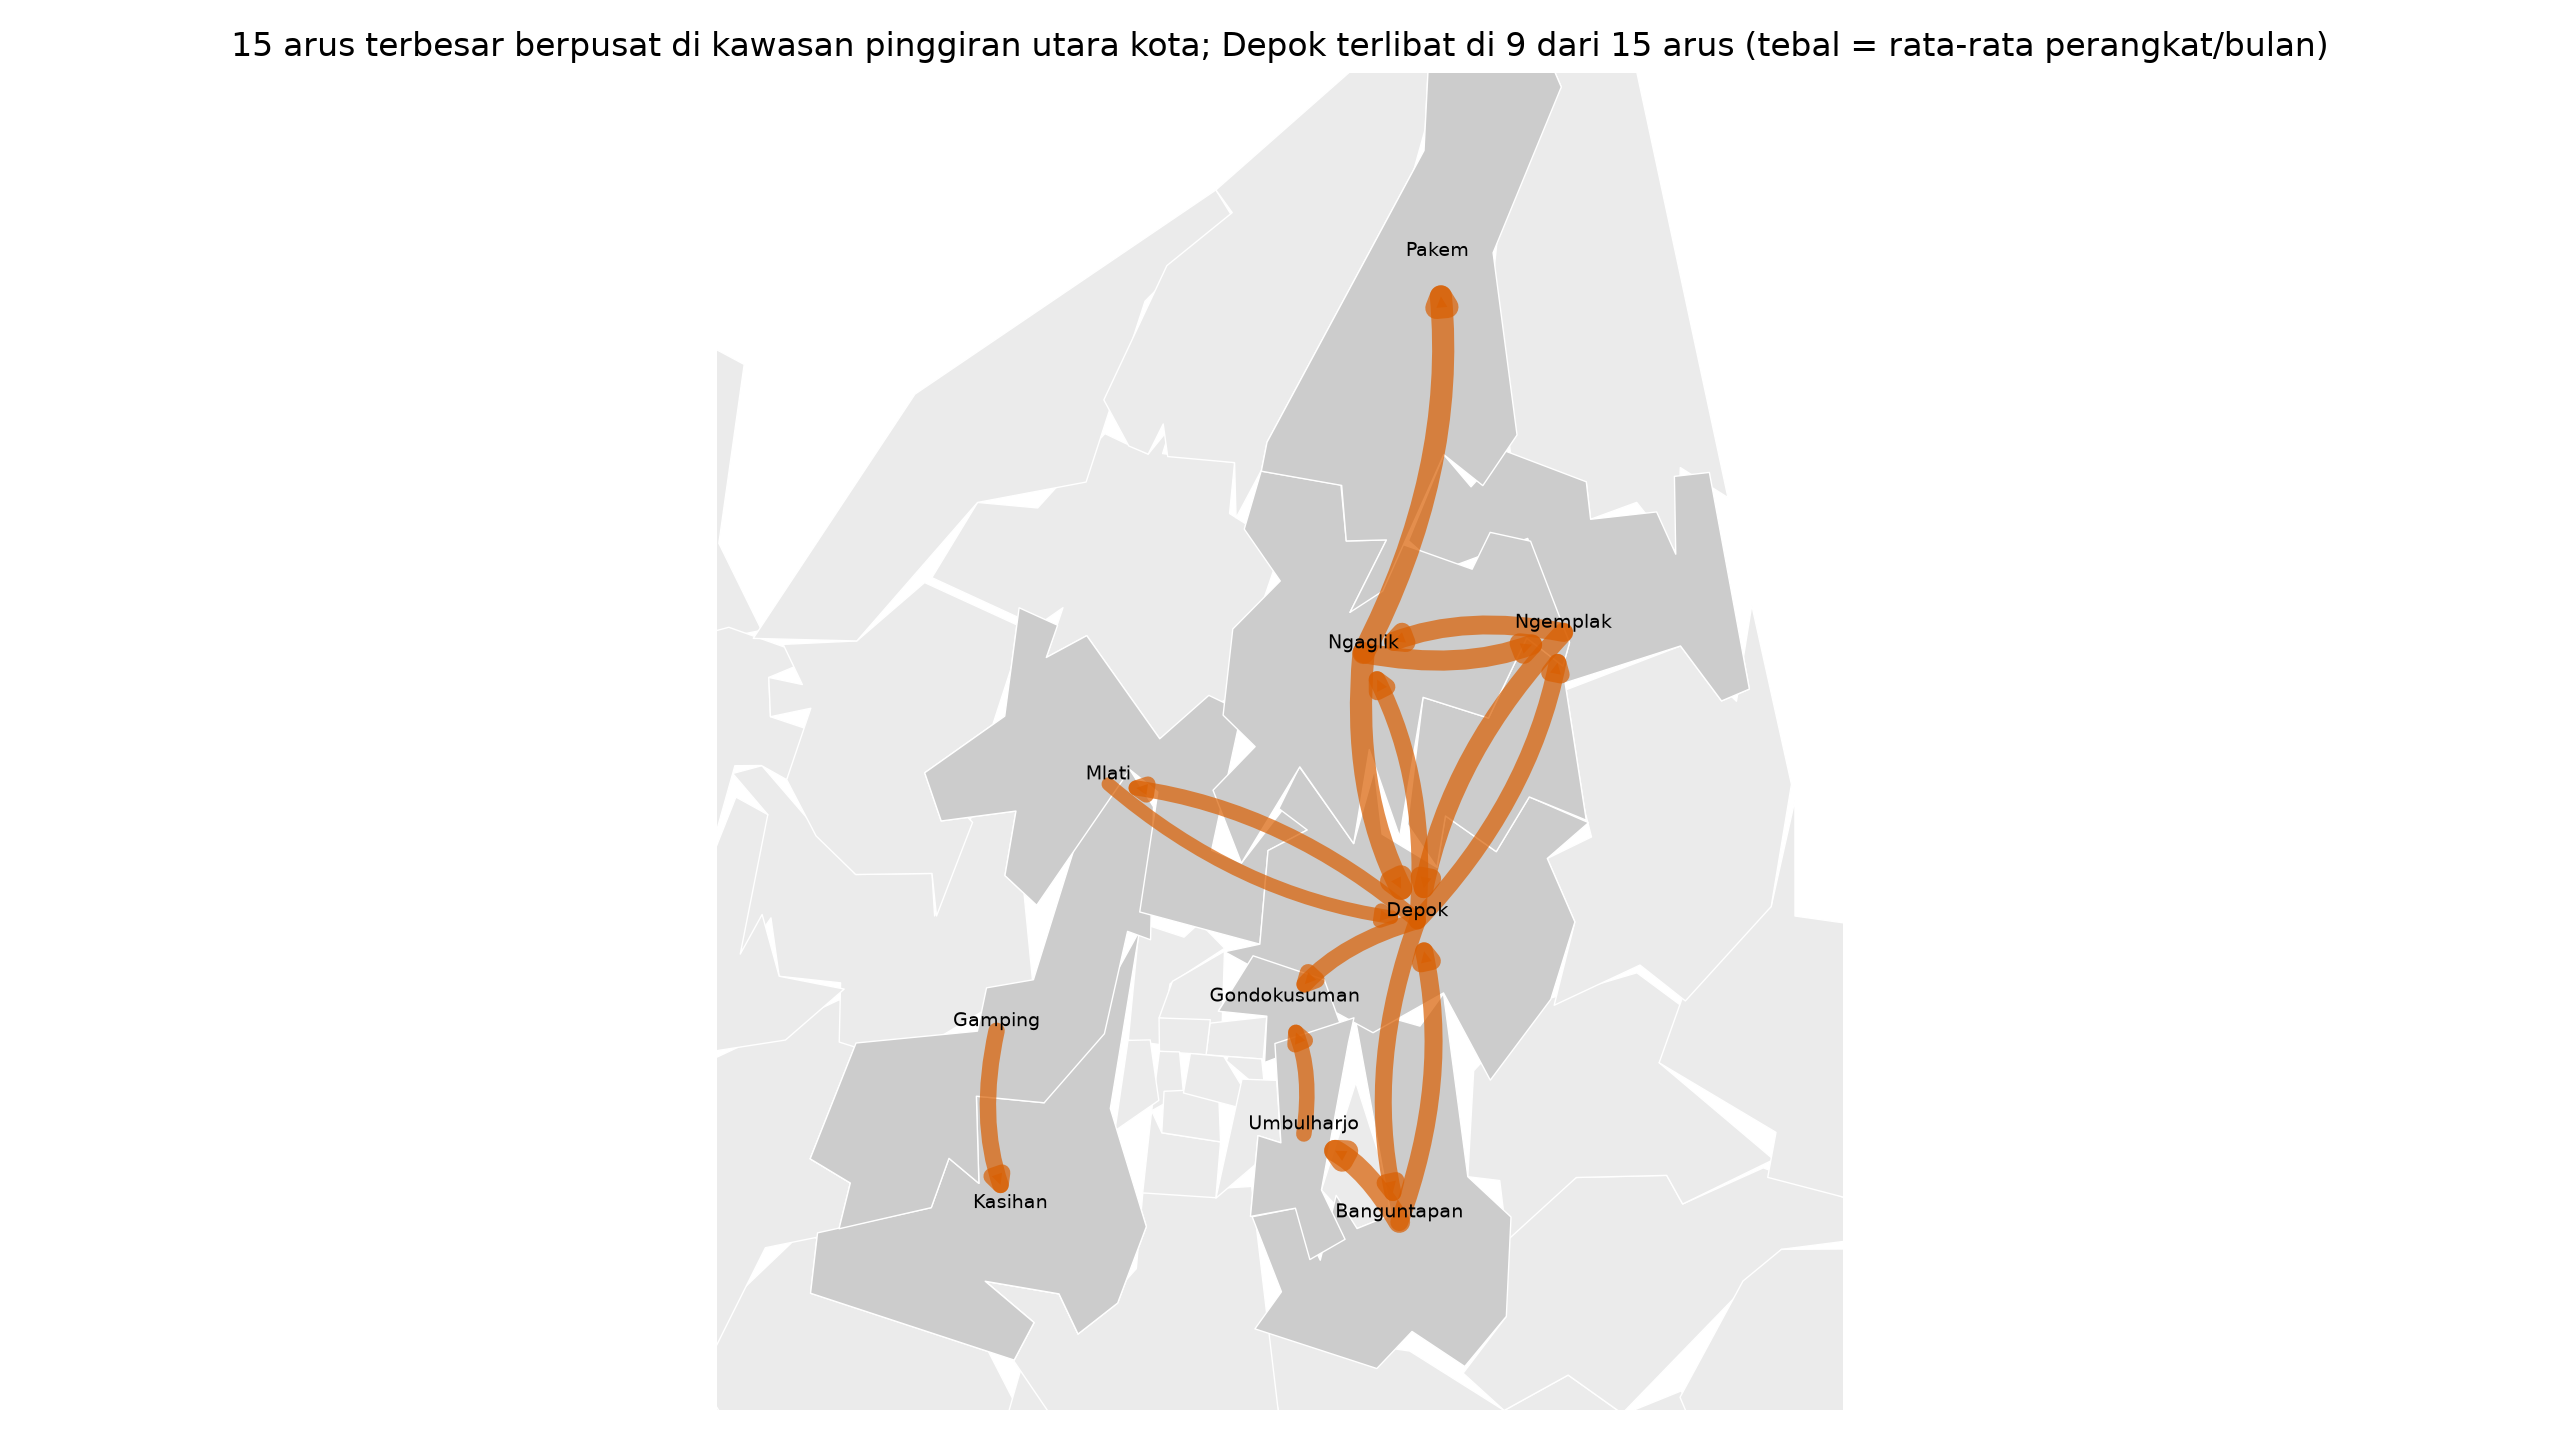 15 arus terbesar berpusat di kawasan pinggiran utara kota; Depok terlibat di 9 dari 15 arus (tebal = rata-rata perangkat/bulan)
Pakem
Ngemplak
Ngaglik
Mlati
Depok
Gondokusuman
Gamping
Umbulharjo
Kasihan
Banguntapan